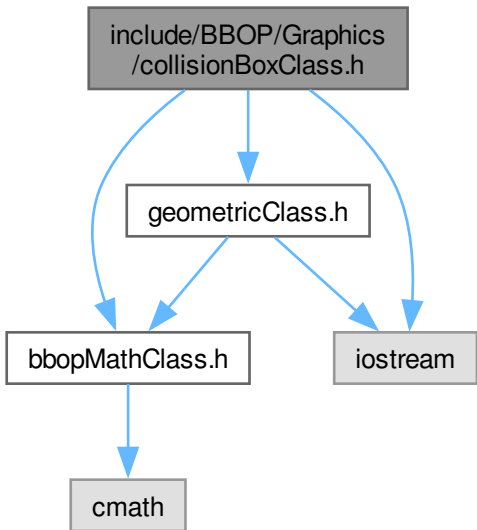 include/BBOP/Graphics
/collisionBoxClass.h
geometricClass.h
bbopMathClass.h
iostream
cmath